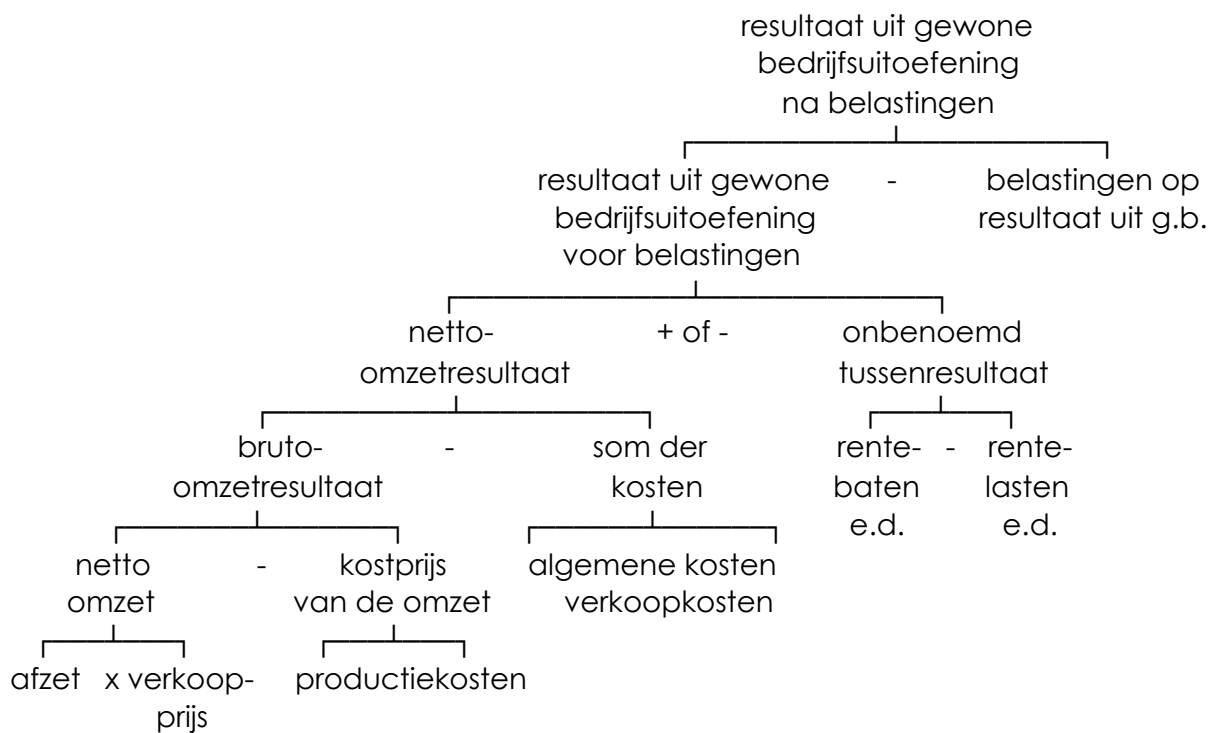 resultaat uit gewone
bedrijfsuitoefening
na belastingen
resultaat uit gewone - belastingen op
bedrijfsuitoefening resultaat uit g.b.
voor belastingen
netto- + of - onbenoemd
omzetresultaat tussenresultaat
bruto- - som der rente- - rente-
omzetresultaat kosten baten lasten
e.d. e.d.
netto - kostprijs algemene kosten
omzet van de omzet verkoopkosten
afzet x verkoop- productiekosten
prijs